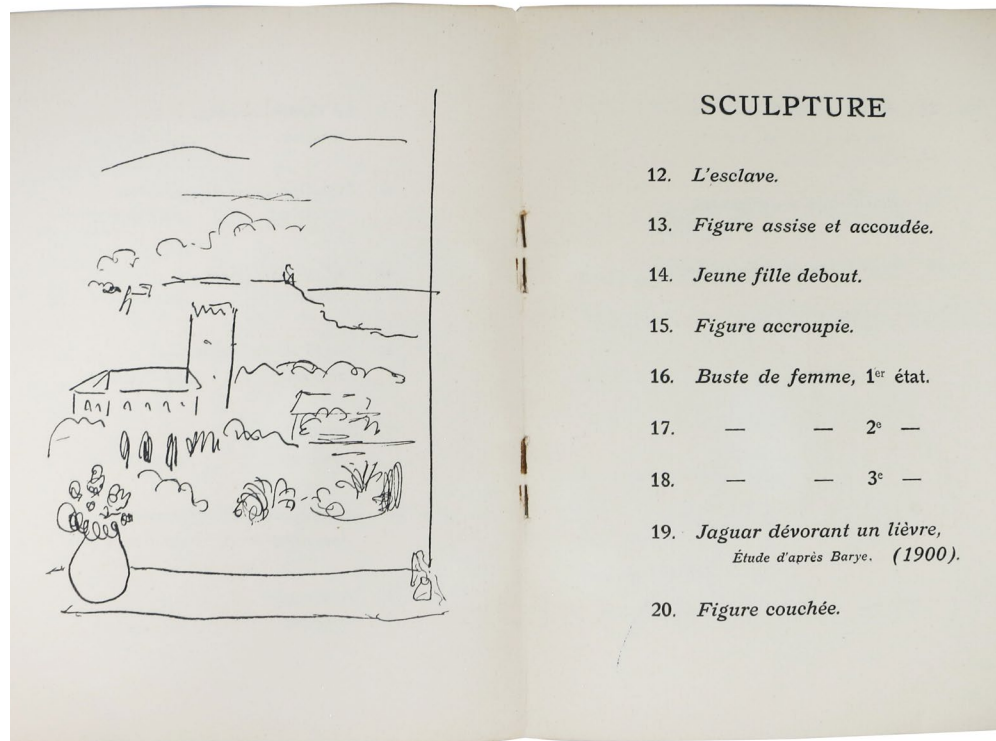 SCULPTURE
12. L'esclave.
13. Figure assise et accoudée.
14. Jeune fille debout.
15. Figure accroupie.
16. Buste de femme, 1er état.
17. — — 2e —
18. — — 3e —
19. Jaguar dévorant un lièvre,
Étude d'après Barye. (1900).
20. Figure couchée.